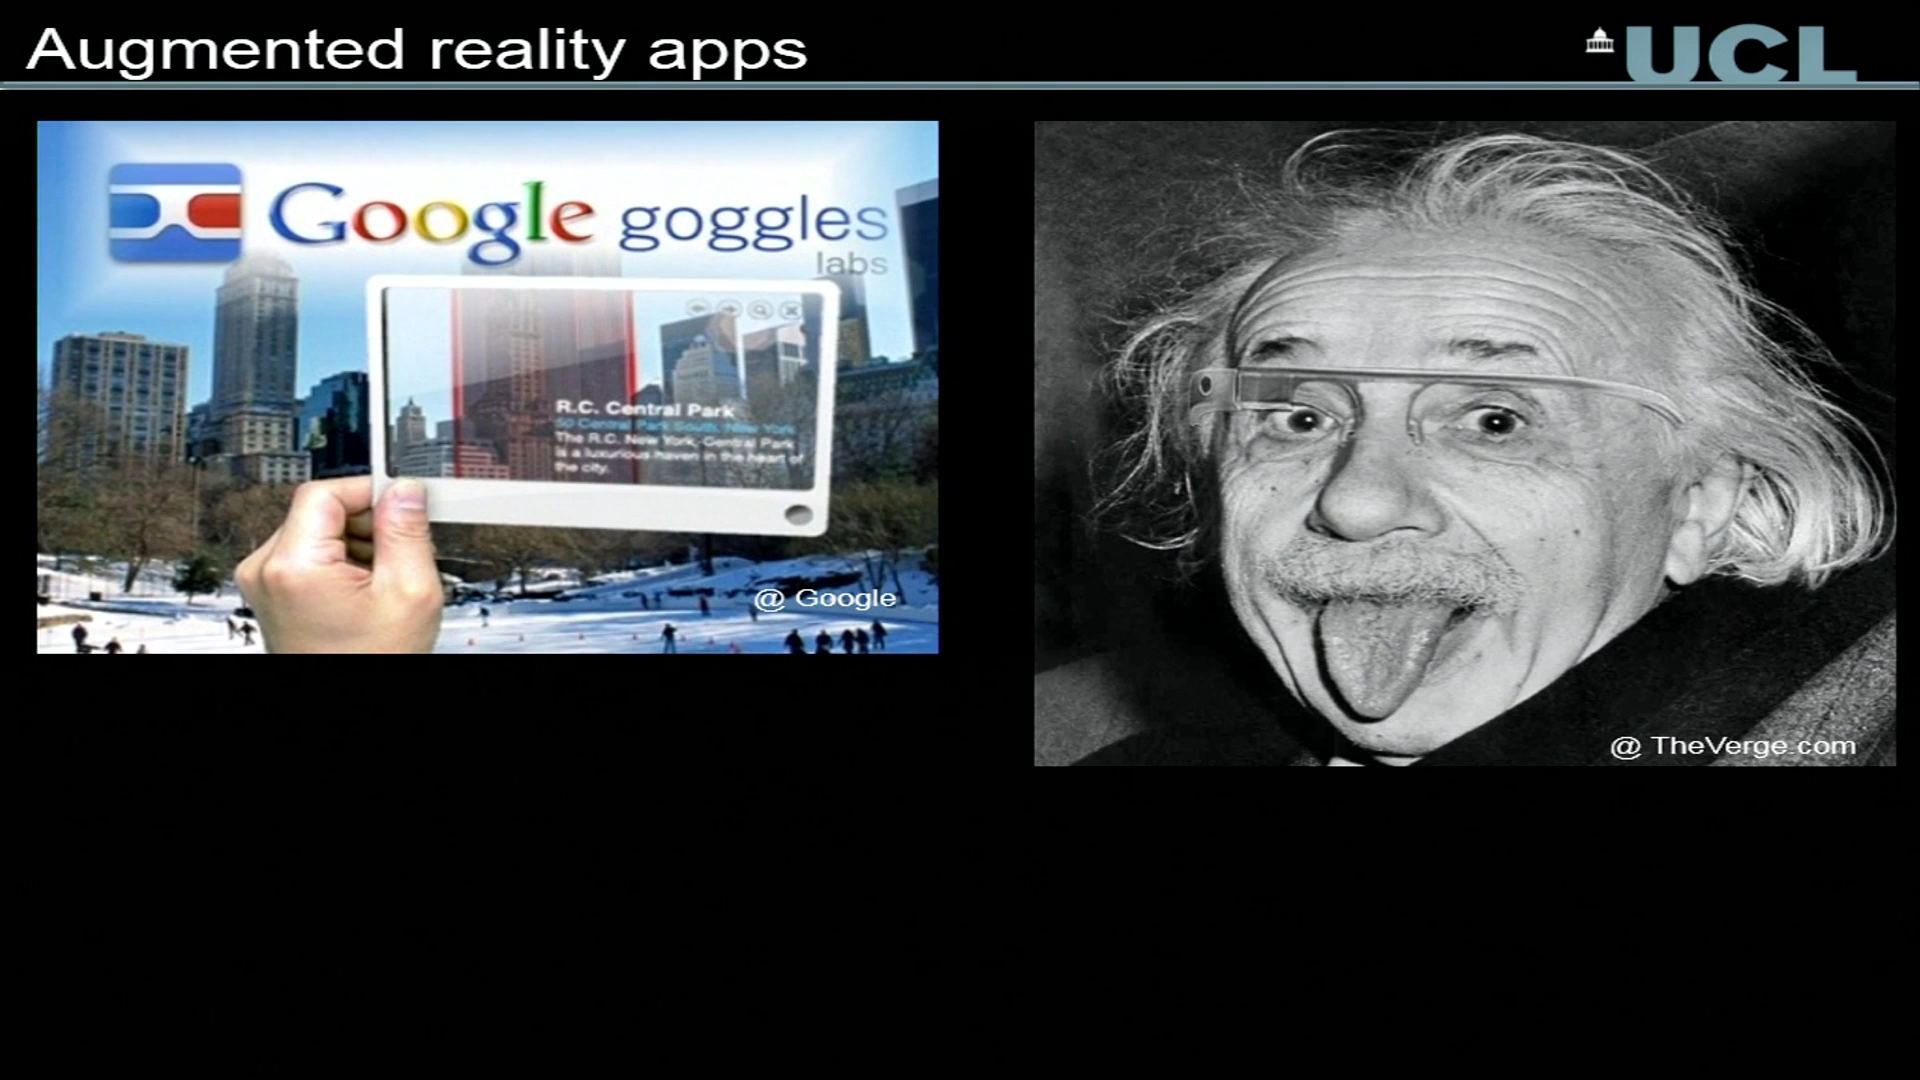 Augmented reality apps
UCL
Google goggles
labs
R.C. Central Park
50 Central Park South, New York
The R.C. New York, Central Park
is a luxurious haven in the heart of
the city.
@ Google
@ TheVerge.com